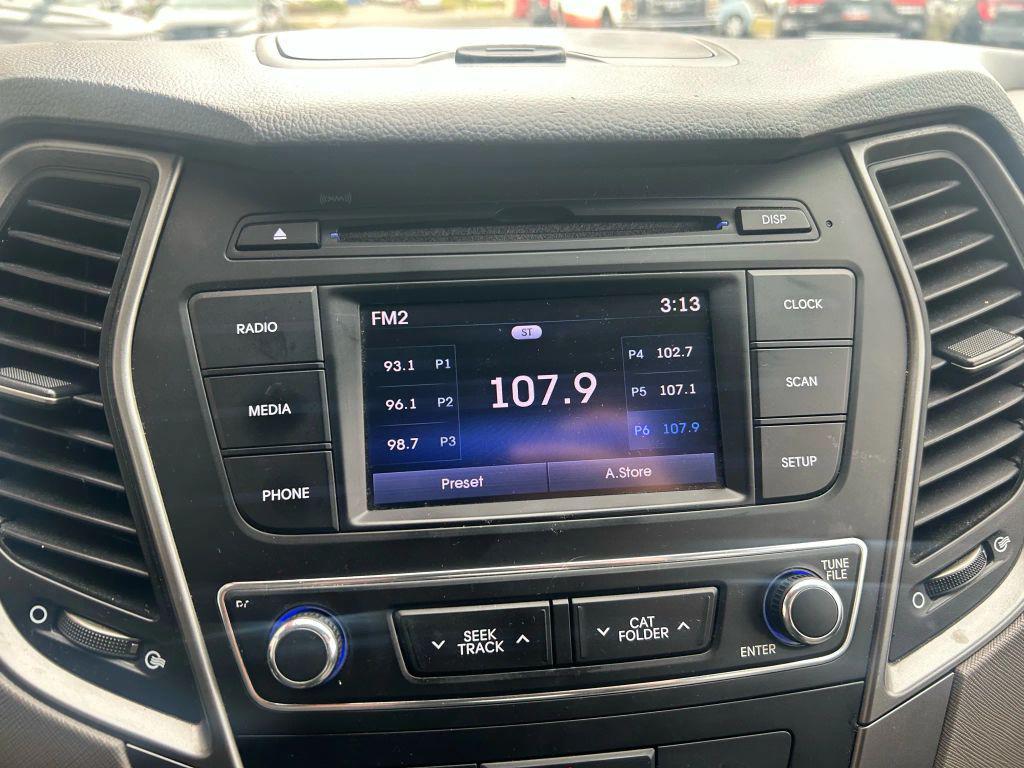 DISP
RADIO
MEDIA
PHONE
FM2
3:13
ST
93.1 P1
96.1 P2
98.7 P3
107.9
P4 102.7
P5 107.1
P6 107.9
Preset
A.Store
CLOCK
SCAN
SETUP
SEEK
TRACK
CAT
FOLDER
TUNE
FILE
ENTER